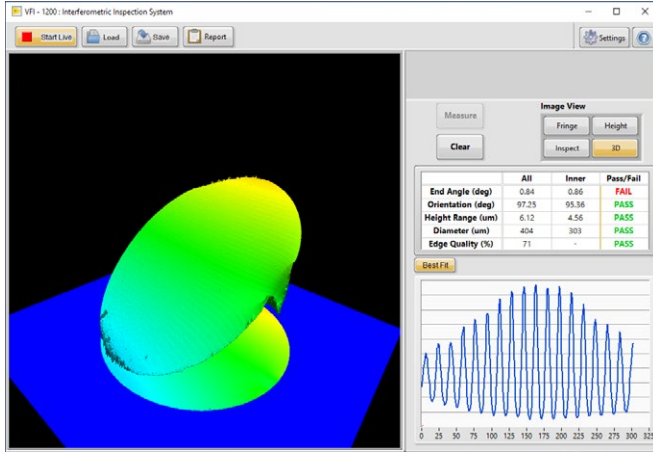 VFI - 1200 : Interferometric Inspection System
Start Live Load Save Report Settings
Measure
Clear
Image View
Fringe Height
Inspect 3D
All Inner Pass/Fail
End Angle (deg) 0.84 0.86 FAIL
Orientation (deg) 97.25 95.36 PASS
Height Range (um) 6.12 4.56 PASS
Diameter (um) 404 303 PASS
Edge Quality (%) 71 - PASS
Best Fit
0 25 50 75 100 125 150 175 200 225 250 275 300 325